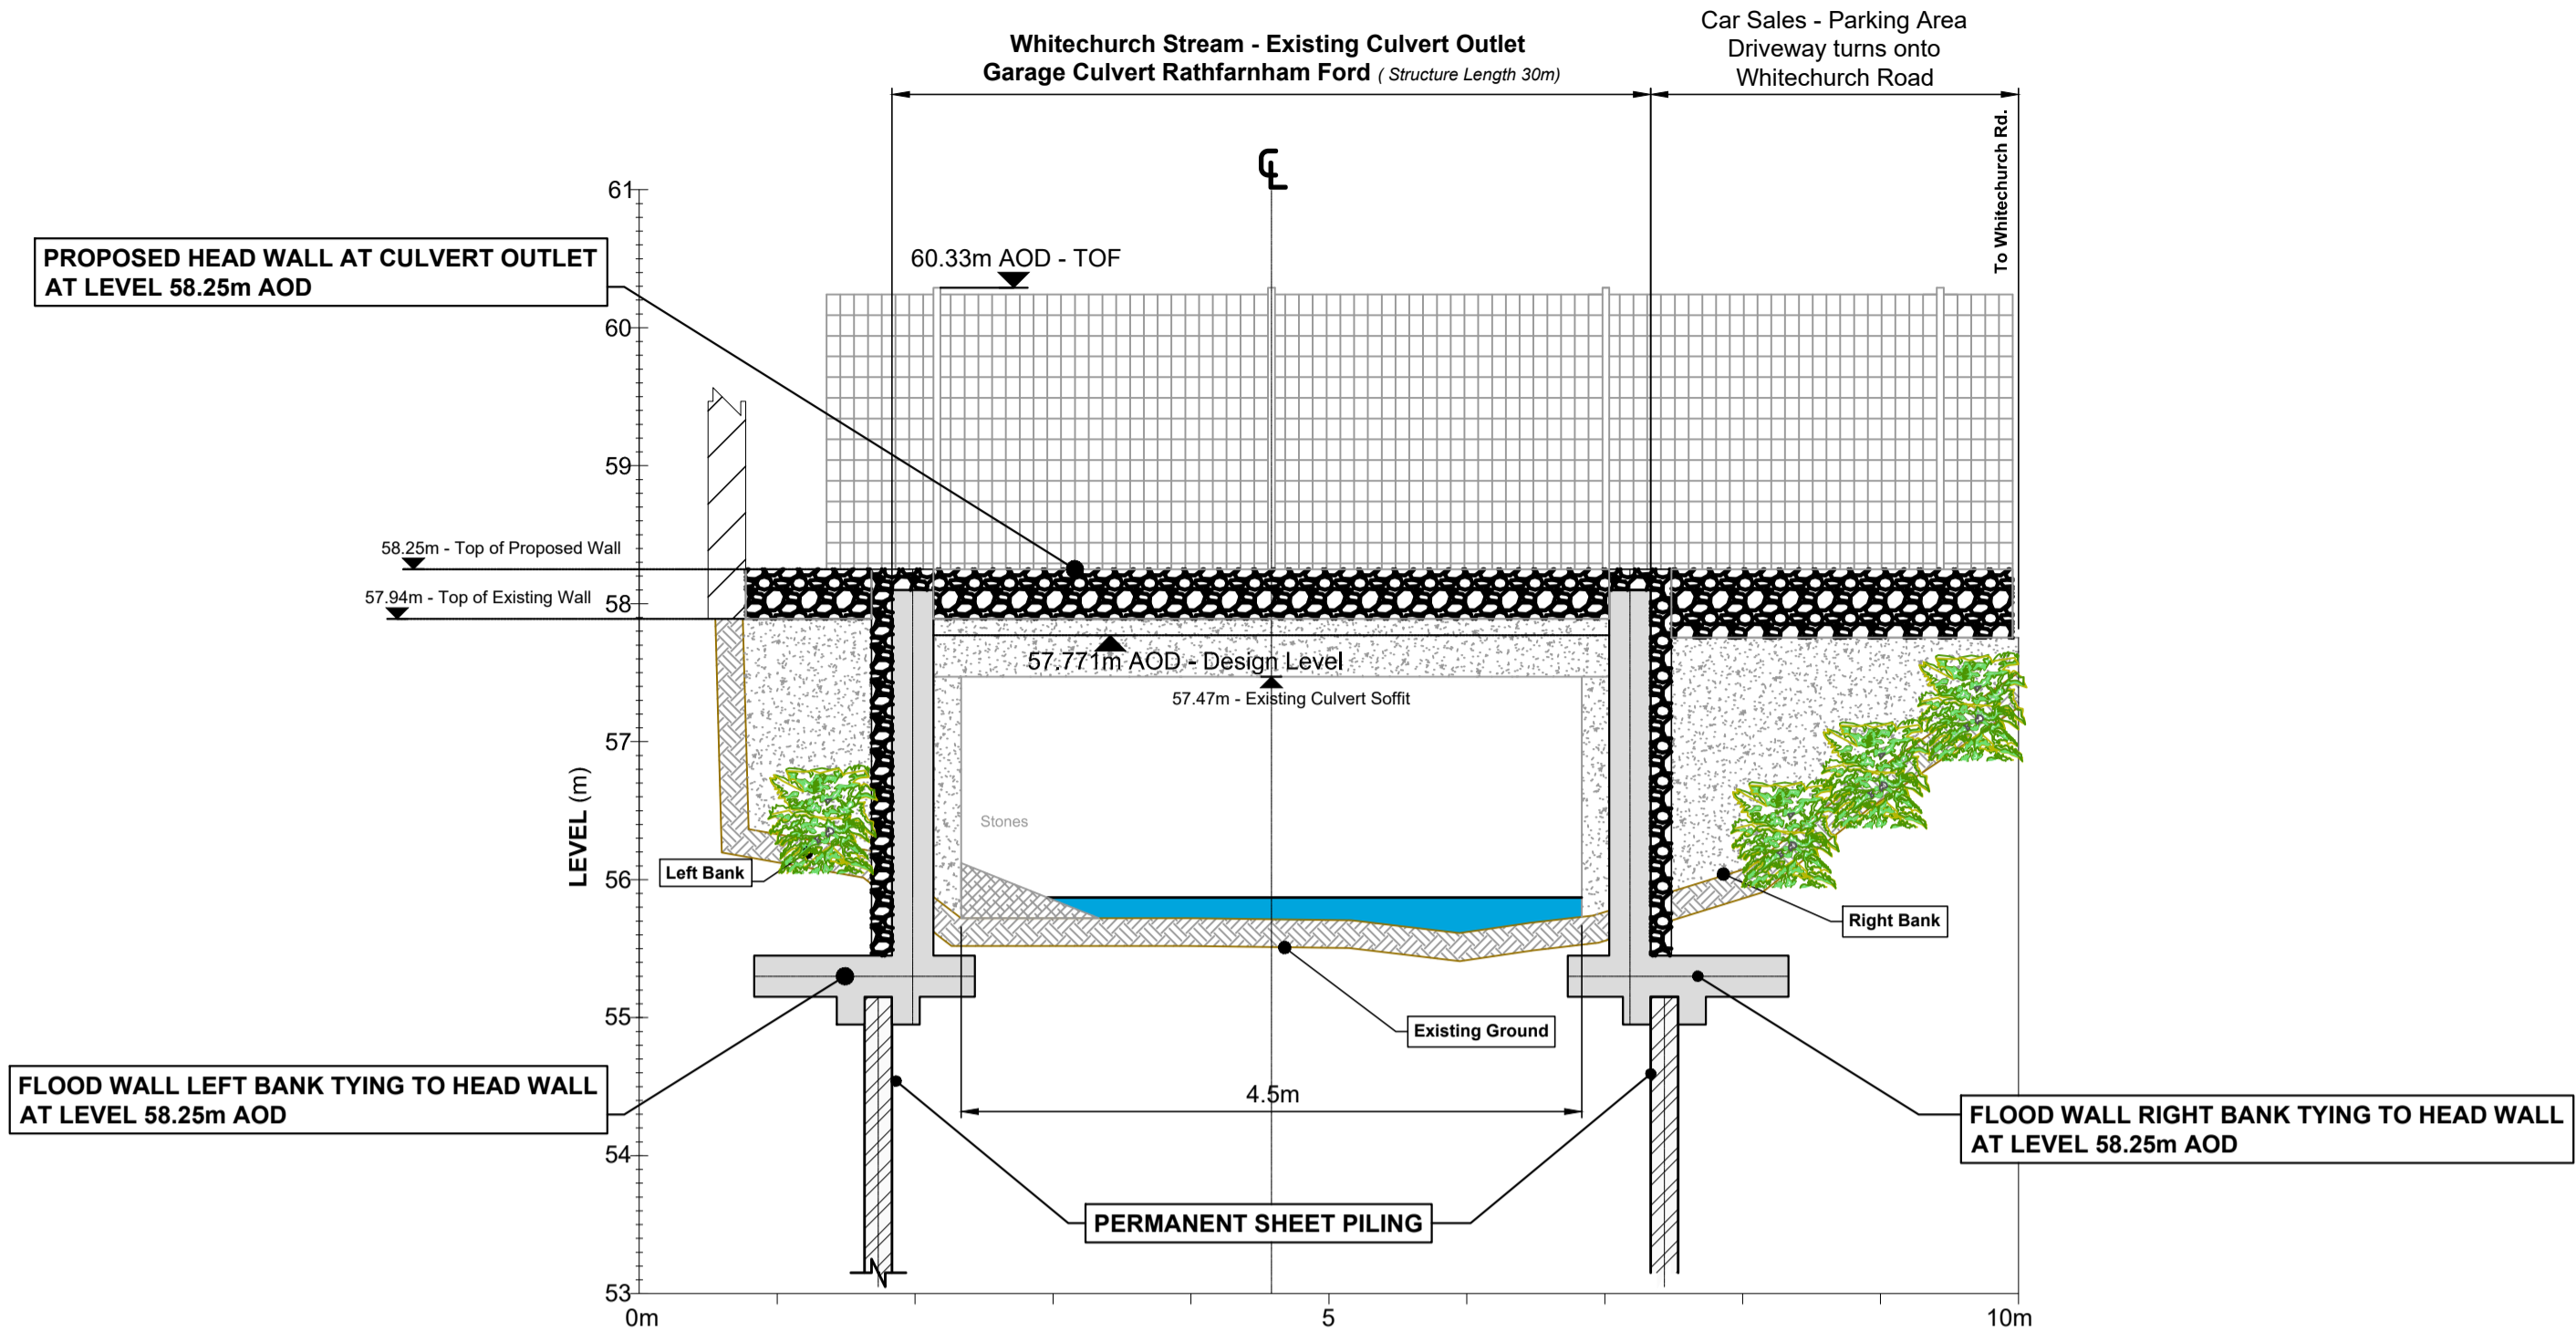 Car Sales - Parking Area
Driveway turns onto
Whitechurch Road
Whitechurch Stream - Existing Culvert Outlet
Garage Culvert Rathfarnham Ford ( Structure Length 30m)
To Whitechurch Rd.
℄
61
60
59
58
57
56
55
54
53
LEVEL (m)
0m
5
10m
PROPOSED HEAD WALL AT CULVERT OUTLET
AT LEVEL 58.25m AOD
60.33m AOD - TOF
58.25m - Top of Proposed Wall
57.94m - Top of Existing Wall
57.771m AOD - Design Level
57.47m - Existing Culvert Soffit
Stones
Left Bank
Right Bank
Existing Ground
4.5m
FLOOD WALL LEFT BANK TYING TO HEAD WALL
AT LEVEL 58.25m AOD
FLOOD WALL RIGHT BANK TYING TO HEAD WALL
AT LEVEL 58.25m AOD
PERMANENT SHEET PILING